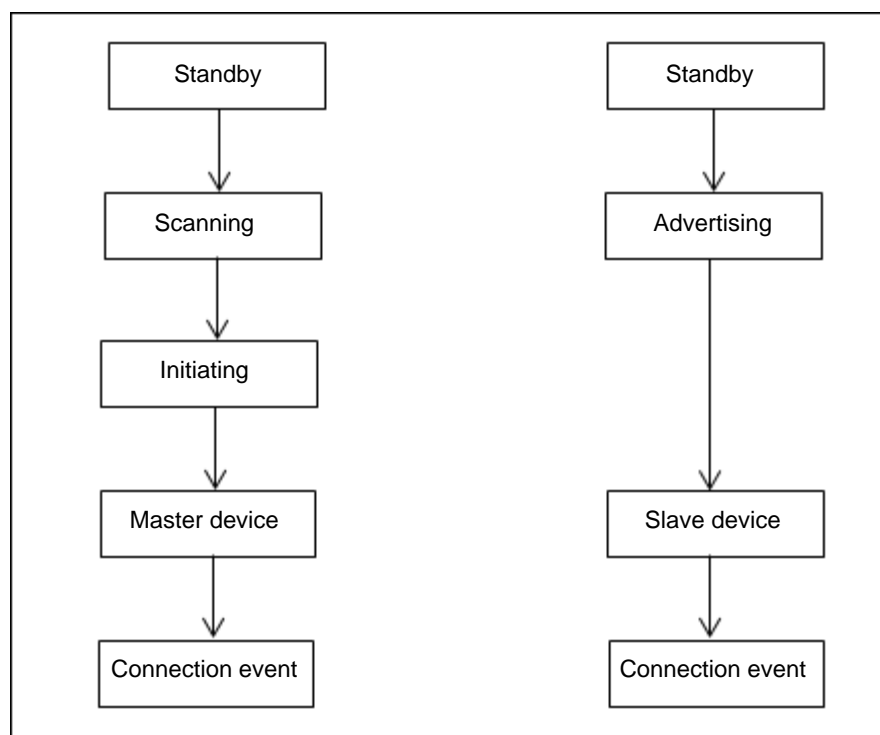 Standby
Scanning
Initiating
Master device
Connection event
Standby
Advertising
Slave device
Connection event